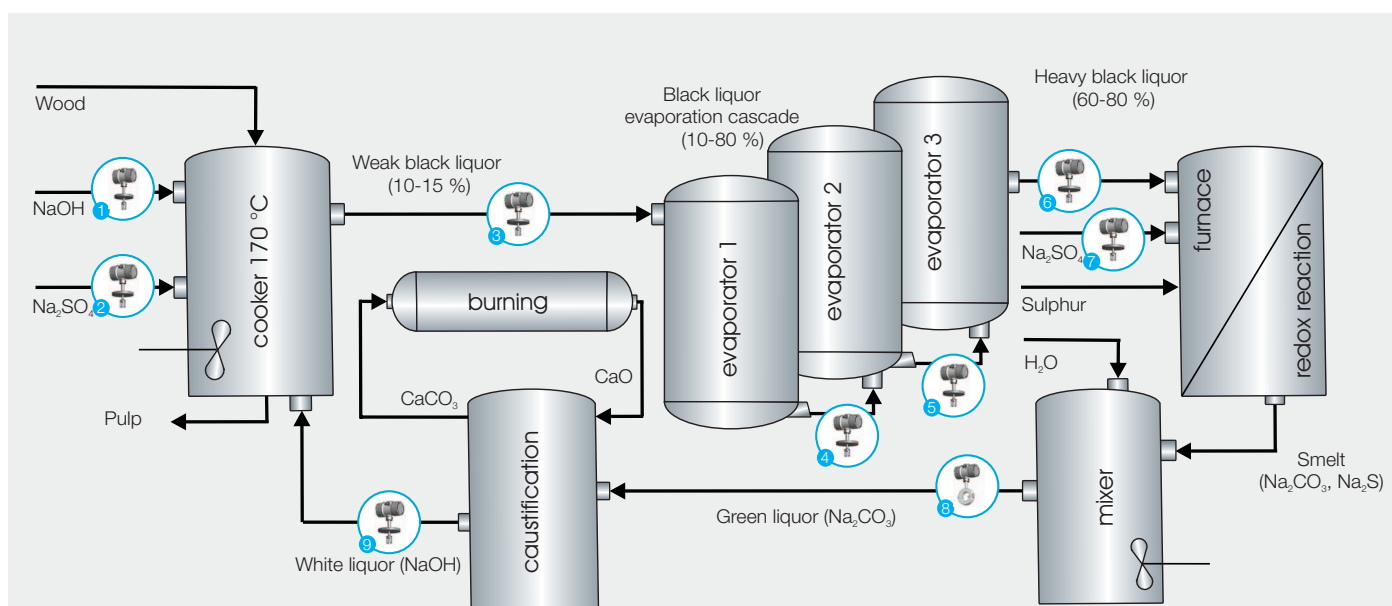 Wood
NaOH
1
Na₂SO₄
2
cooker 170 °C
Pulp
Weak black liquor
(10-15 %)
3
burning
CaCO₃
CaO
caustification
9
White liquor (NaOH)
Black liquor
evaporation cascade
(10-80 %)
evaporator 1
evaporator 2
evaporator 3
4
5
Heavy black liquor
(60-80 %)
6
Na₂SO₄
7
Sulphur
furnace
redox reaction
H₂O
mixer
Smelt
(Na₂CO₃, Na₂S)
8
Green liquor (Na₂CO₃)